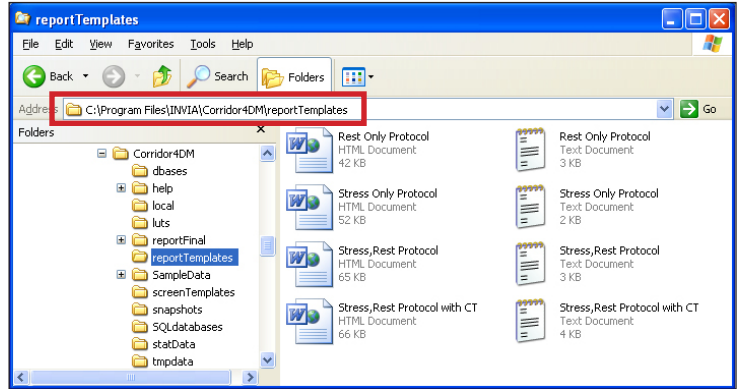 reportTemplates
File Edit View Favorites Tools Help
Back Search Folders
Address C:\Program Files\INVIA\Corridor4DM\reportTemplates Go
Folders x
Corridor4DM
dbases
help
local
luts
reportFinal
reportTemplates
SampleData
screenTemplates
snapshots
SQLdatabases
statData
tmpdata
Rest Only Protocol
HTML Document
42 KB
Rest Only Protocol
Text Document
3 KB
Stress Only Protocol
HTML Document
52 KB
Stress Only Protocol
Text Document
2 KB
Stress,Rest Protocol
HTML Document
65 KB
Stress,Rest Protocol
Text Document
3 KB
Stress,Rest Protocol with CT
HTML Document
66 KB
Stress,Rest Protocol with CT
Text Document
4 KB